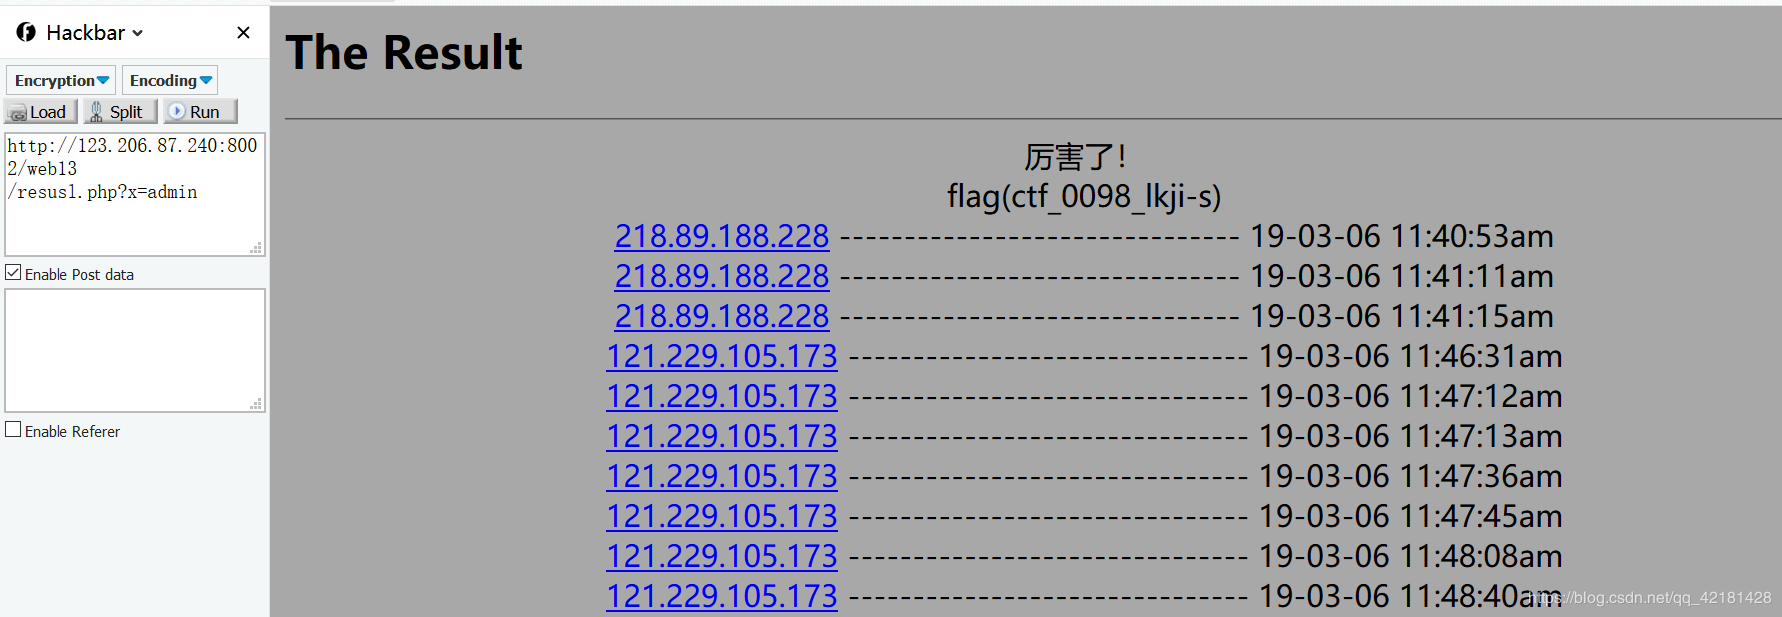 Hackbar
Encryption Encoding
Load Split Run
http://123.206.87.240:800
2/web13
/resusl.php?x=admin
Enable Post data
Enable Referer
The Result
厉害了!
flag(ctf_0098_lkji-s)
218.89.188.228 ------------------------------- 19-03-06 11:40:53am
218.89.188.228 ------------------------------- 19-03-06 11:41:11am
218.89.188.228 ------------------------------- 19-03-06 11:41:15am
121.229.105.173 ------------------------------- 19-03-06 11:46:31am
121.229.105.173 ------------------------------- 19-03-06 11:47:12am
121.229.105.173 ------------------------------- 19-03-06 11:47:13am
121.229.105.173 ------------------------------- 19-03-06 11:47:36am
121.229.105.173 ------------------------------- 19-03-06 11:47:45am
121.229.105.173 ------------------------------- 19-03-06 11:48:08am
121.229.105.173 ------------------------------- 19-03-06 11:48:40am
https://blog.csdn.net/qq_42181428